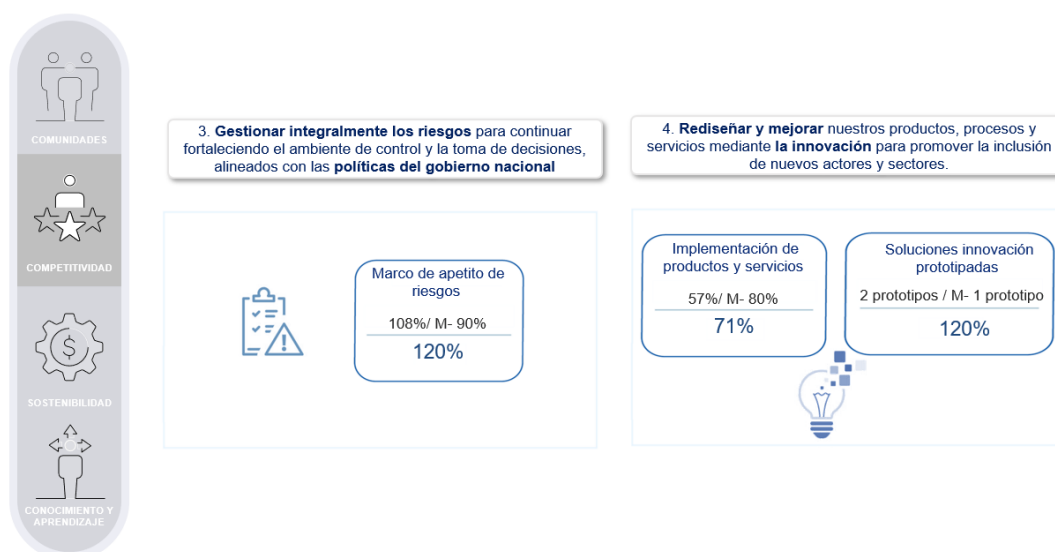 COMUNIDADES
COMPETITIVIDAD
$
SOSTENIBILIDAD
CONOCIMIENTO Y
APRENDIZAJE
3. Gestionar integralmente los riesgos para continuar
fortaleciendo el ambiente de control y la toma de decisiones,
alineados con las políticas del gobierno nacional
Marco de apetito de
riesgos
108%/ M- 90%
120%
4. Rediseñar y mejorar nuestros productos, procesos y
servicios mediante la innovación para promover la inclusión
de nuevos actores y sectores.
Implementación de
productos y servicios
57%/ M- 80%
71%
Soluciones innovación
prototipadas
2 prototipos / M- 1 prototipo
120%